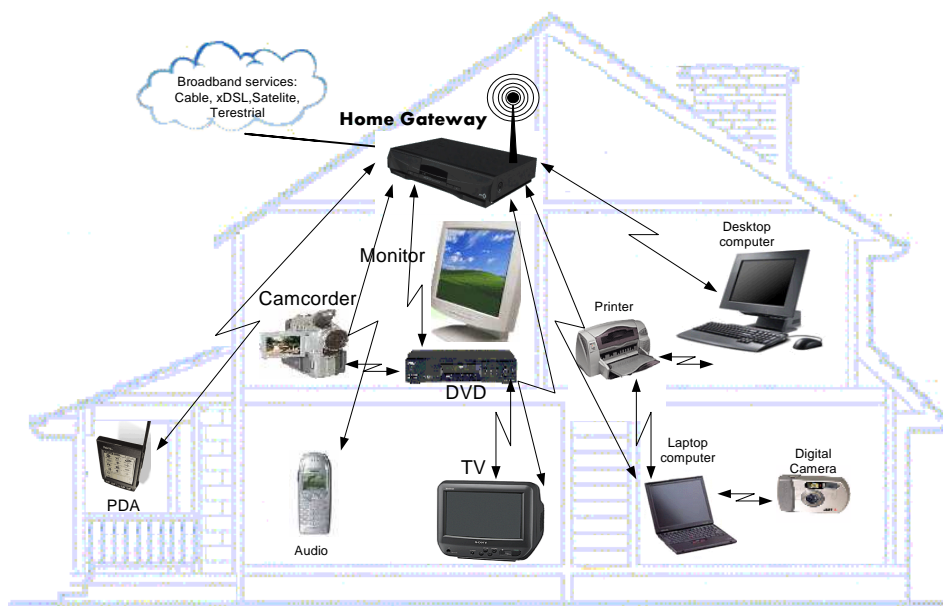 Broadband services:
Cable, xDSL,Satelite,
Terestrial
Home Gateway
Desktop
computer
Monitor
Camcorder
Printer
DVD
Laptop
computer
Digital
Camera
TV
PDA
Audio